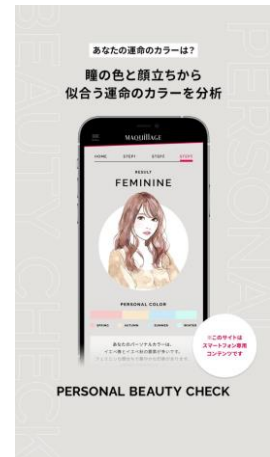 あなたの運命のカラーは？
瞳の色と顔立ちから
似合う運命のカラーを分析
MAQUillAGE
HOME STEP1 STEP2 STEP3
RESULT
FEMININE
PERSONAL COLOR
SPRING AUTUMN SUMMER WINTER
あなたのパーソナルカラーは、
※このサイトは
スマートフォン専用
コンテンツです
PERSONAL BEAUTY CHECK
BEAUTY CHECK
PERSONAL